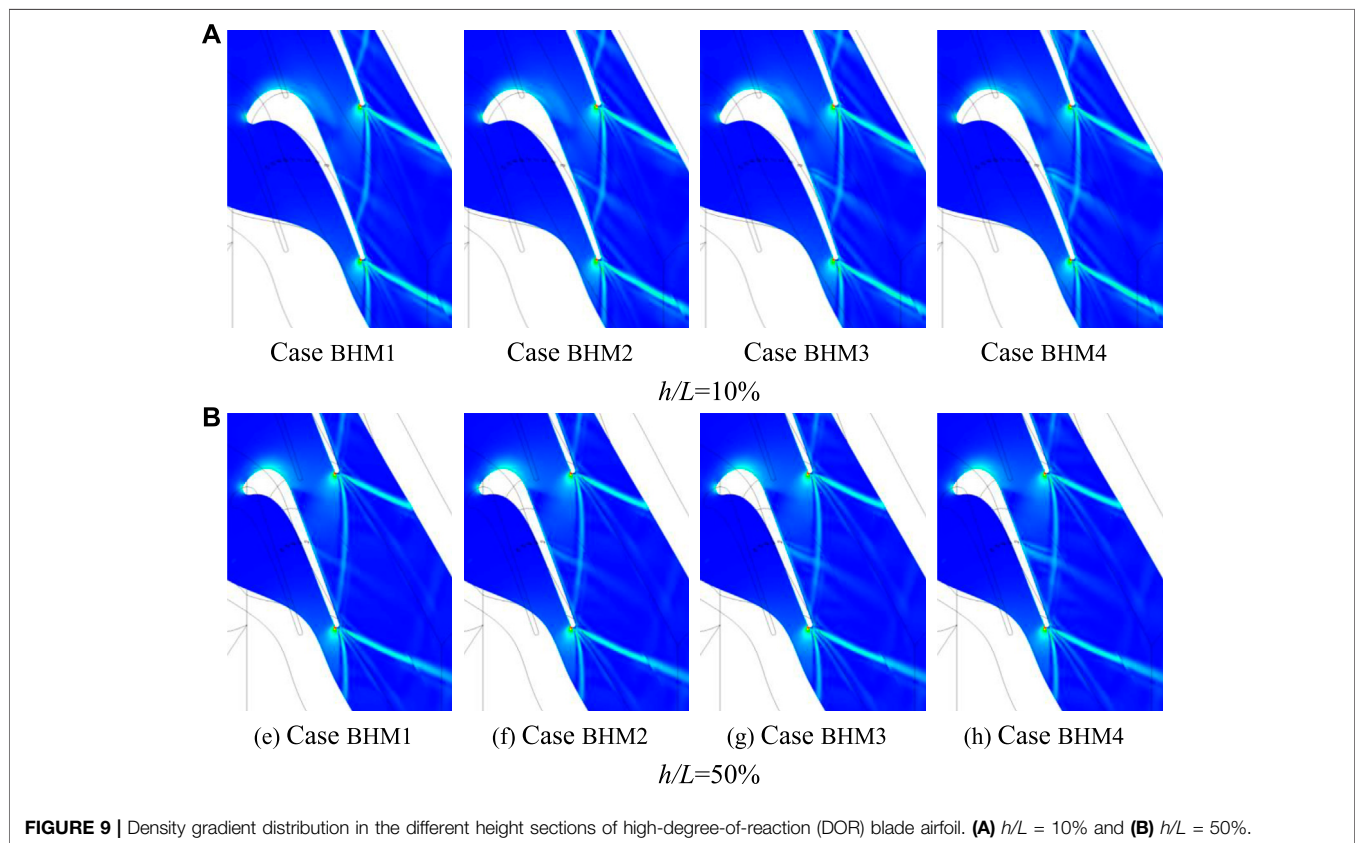 A
Case BHM1 Case BHM2 Case BHM3 Case BHM4
h/L=10%
B
(e) Case BHM1 (f) Case BHM2 (g) Case BHM3 (h) Case BHM4
h/L=50%
FIGURE 9 | Density gradient distribution in the different height sections of high-degree-of-reaction (DOR) blade airfoil. (A) h/L = 10% and (B) h/L = 50%.